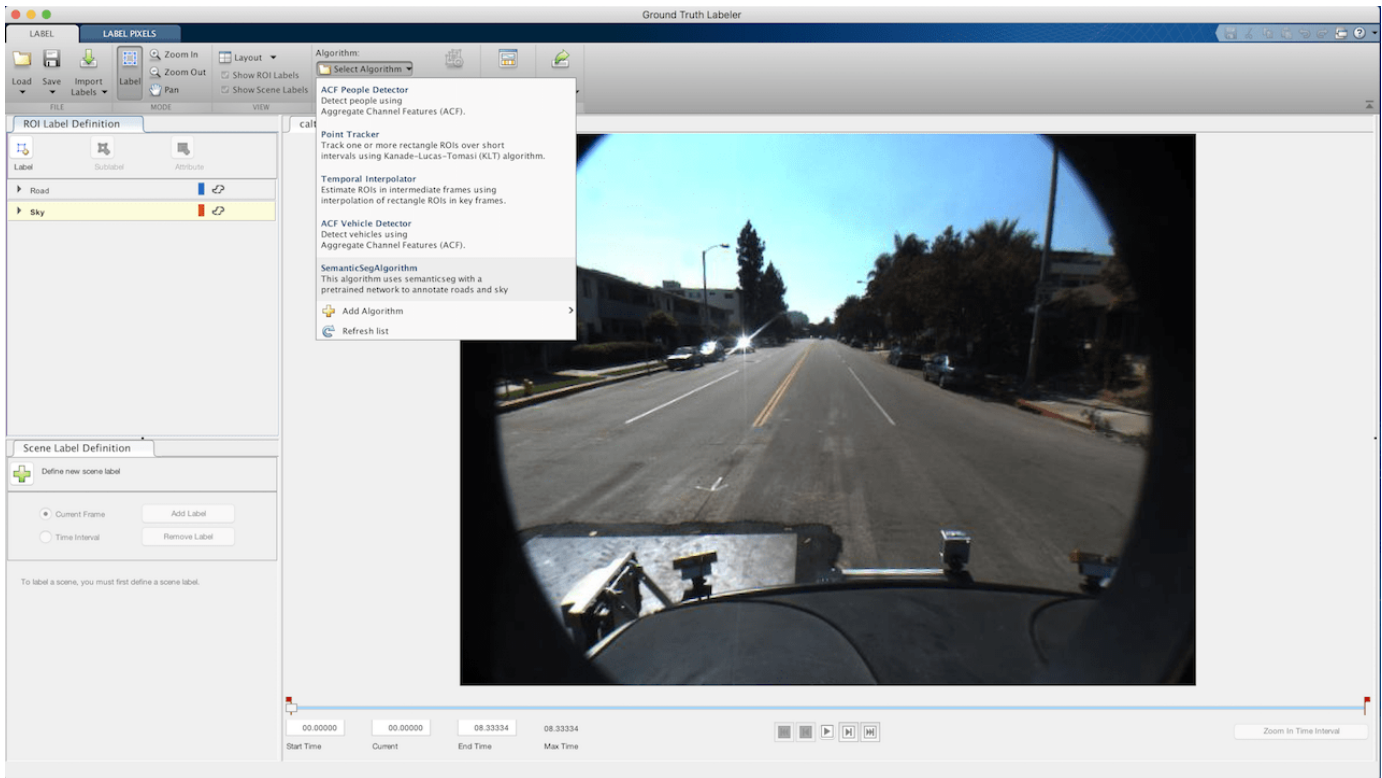 Ground Truth Labeler
LABEL
LABEL PIXELS
Load
Save
Import
Labels
FILE
Label
Zoom In
Zoom Out
Pan
MODE
Layout
Show ROI Labels
Show Scene Labels
VIEW
Algorithm:
Select Algorithm
ACF People Detector
Detect people using
Aggregate Channel Features (ACF).
Point Tracker
Track one or more rectangle ROIs over short
intervals using Kanade-Lucas-Tomasi (KLT) algorithm.
Temporal Interpolator
Estimate ROIs in intermediate frames using
interpolation of rectangle ROIs in key frames.
ACF Vehicle Detector
Detect vehicles using
Aggregate Channel Features (ACF).
SemanticSegAlgorithm
This algorithm uses semanticseg with a
pretrained network to annotate roads and sky
Add Algorithm
Refresh list
ROI Label Definition
calt
Label
Sublabel
Attribute
Road
Sky
Scene Label Definition
Define new scene label
Current Frame
Add Label
Time Interval
Remove Label
To label a scene, you must first define a scene label.
00.00000
00.00000
08.33334
08.33334
Start Time
Current
End Time
Max Time
Zoom In Time Interval